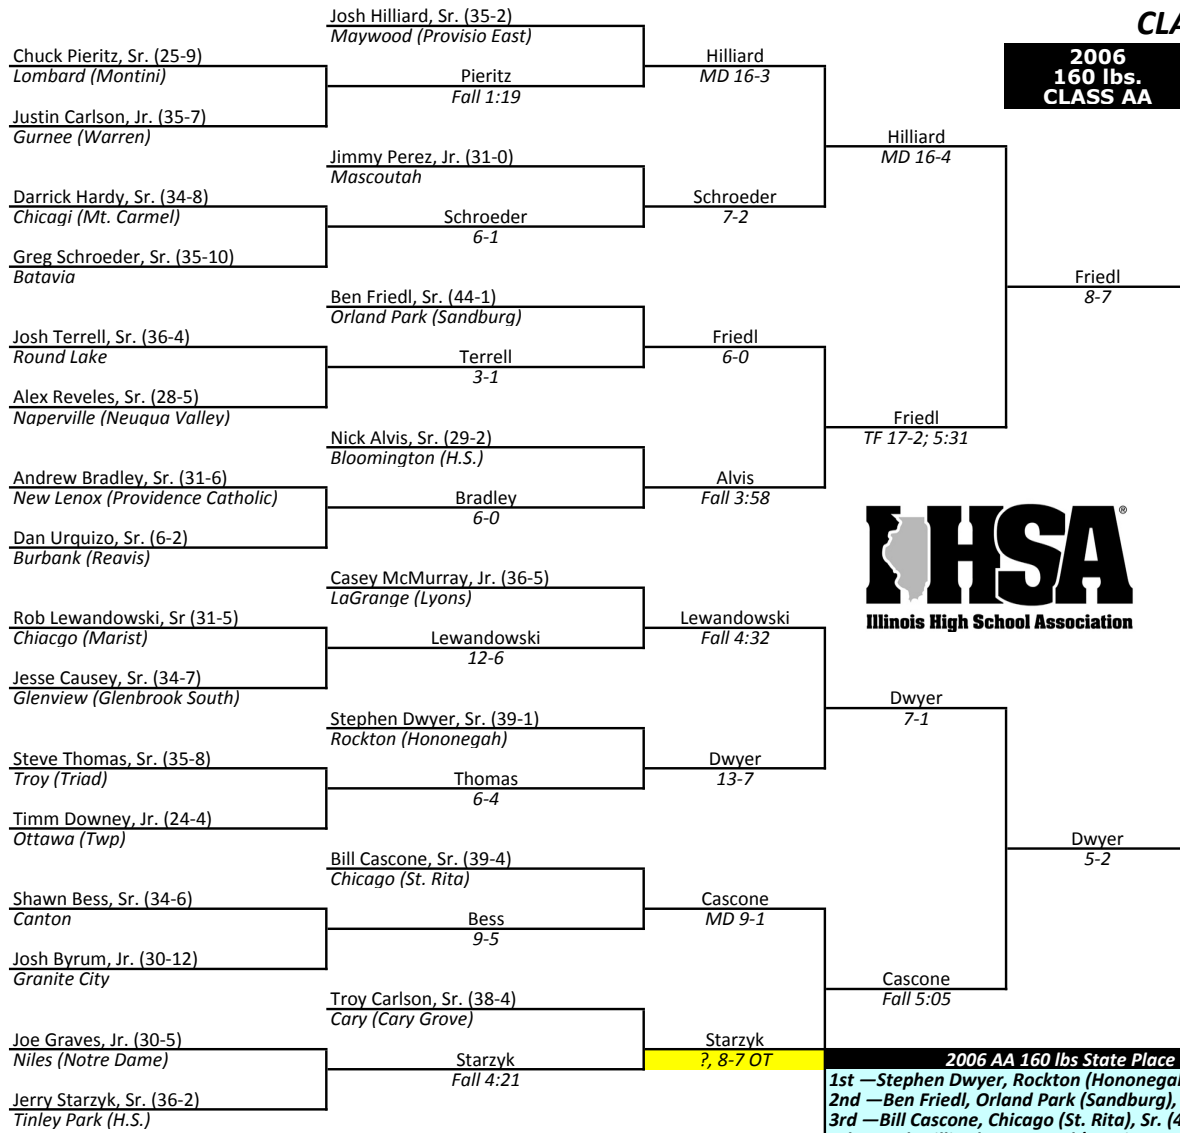 CLA
2006
160 lbs.
CLASS AA
Josh Hilliard, Sr. (35-2)
Maywood (Provisio East)
Chuck Pieritz, Sr. (25-9)
Lombard (Montini)
Pieritz
Fall 1:19
Justin Carlson, Jr. (35-7)
Gurnee (Warren)
Hilliard
MD 16-3
Hilliard
MD 16-4
Jimmy Perez, Jr. (31-0)
Mascoutah
Darrick Hardy, Sr. (34-8)
Chicagi (Mt. Carmel)
Schroeder
6-1
Greg Schroeder, Sr. (35-10)
Batavia
Schroeder
7-2
Friedl
8-7
Ben Friedl, Sr. (44-1)
Orland Park (Sandburg)
Josh Terrell, Sr. (36-4)
Round Lake
Terrell
3-1
Alex Reveles, Sr. (28-5)
Naperville (Neuqua Valley)
Friedl
6-0
Friedl
TF 17-2; 5:31
Nick Alvis, Sr. (29-2)
Bloomington (H.S.)
Andrew Bradley, Sr. (31-6)
New Lenox (Providence Catholic)
Bradley
6-0
Dan Urquizo, Sr. (6-2)
Burbank (Reavis)
Alvis
Fall 3:58
IHSA®
Illinois High School Association
Casey McMurray, Jr. (36-5)
LaGrange (Lyons)
Rob Lewandowski, Sr (31-5)
Chiacgo (Marist)
Lewandowski
12-6
Jesse Causey, Sr. (34-7)
Glenview (Glenbrook South)
Lewandowski
Fall 4:32
Dwyer
7-1
Stephen Dwyer, Sr. (39-1)
Rockton (Hononegah)
Steve Thomas, Sr. (35-8)
Troy (Triad)
Thomas
6-4
Timm Downey, Jr. (24-4)
Ottawa (Twp)
Dwyer
13-7
Dwyer
5-2
Bill Cascone, Sr. (39-4)
Chicago (St. Rita)
Shawn Bess, Sr. (34-6)
Canton
Bess
9-5
Josh Byrum, Jr. (30-12)
Granite City
Cascone
MD 9-1
Cascone
Fall 5:05
Troy Carlson, Sr. (38-4)
Cary (Cary Grove)
Joe Graves, Jr. (30-5)
Niles (Notre Dame)
Starzyk
Fall 4:21
Jerry Starzyk, Sr. (36-2)
Tinley Park (H.S.)
Starzyk
?, 8-7 OT
2006 AA 160 lbs State Place
1st —Stephen Dwyer, Rockton (Hononegah
2nd —Ben Friedl, Orland Park (Sandburg),
3rd —Bill Cascone, Chicago (St. Rita), Sr. (4